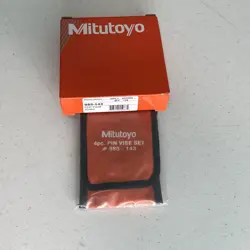 Mitutoyo
985-143
Mitutoyo
4pc. PIN VISE SET
# 985 - 143